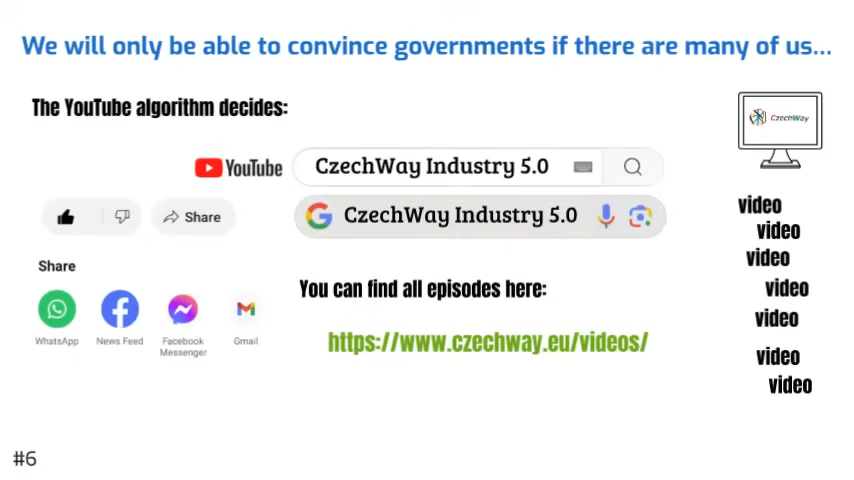 We will only be able to convince governments if there are many of us...
The YouTube algorithm decides:
CzechWay
YouTube
CzechWay Industry 5.0
Share
CzechWay Industry 5.0
video
video
video
video
video
video
video
Share
WhatsApp
News Feed
Facebook
Messenger
Gmail
You can find all episodes here:
https://www.czechway.eu/videos/
#6